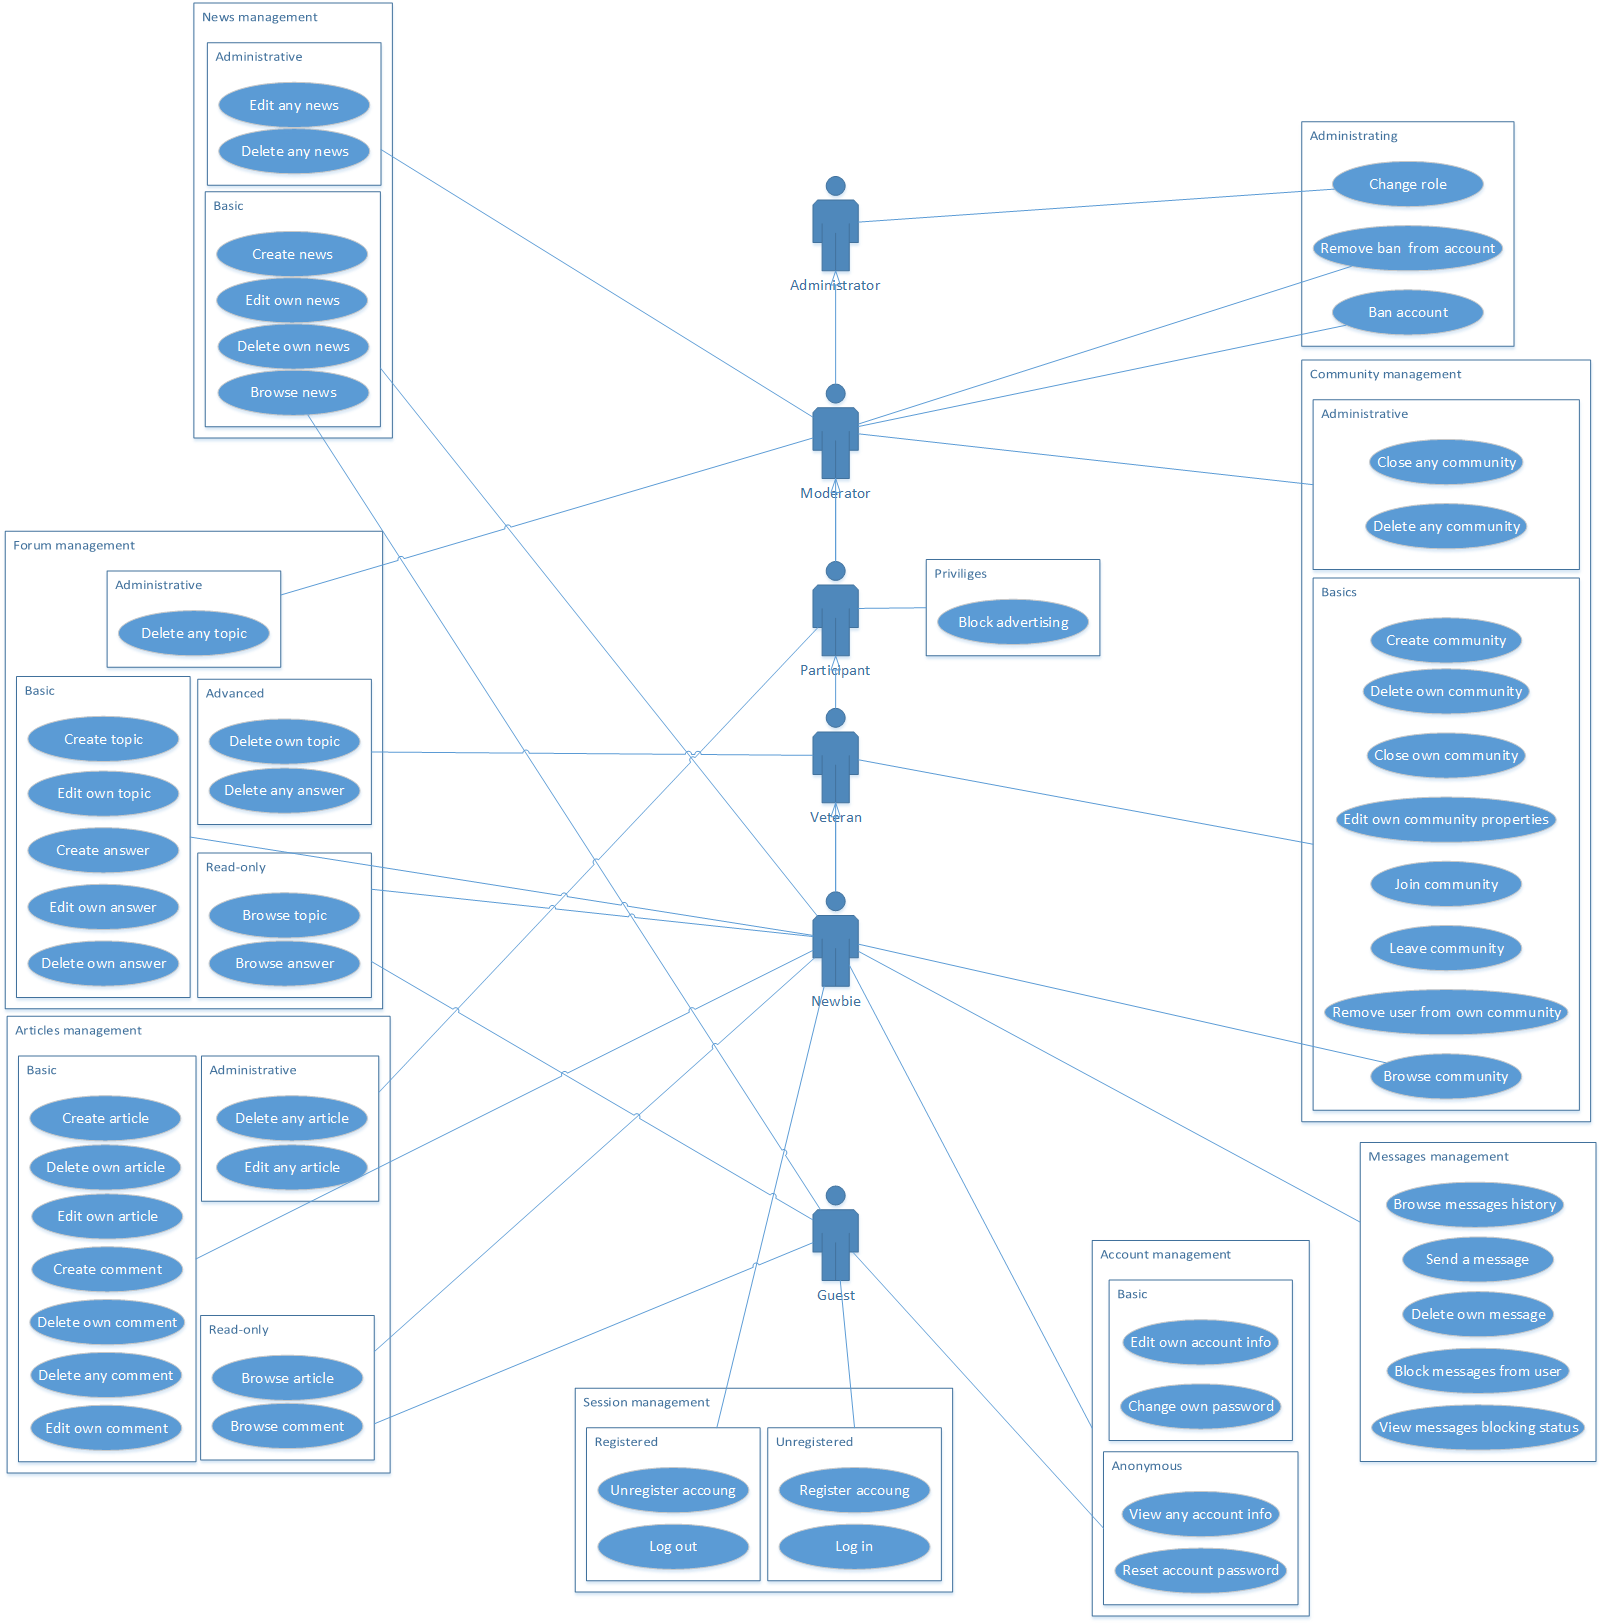 News management
Administrative
Edit any news
Delete any news
Basic
Create news
Edit own news
Delete own news
Browse news
Forum management
Administrative
Delete any topic
Basic
Create topic
Edit own topic
Create answer
Edit own answer
Delete own answer
Advanced
Delete own topic
Delete any answer
Read-only
Browse topic
Browse answer
Articles management
Basic
Create article
Delete own article
Edit own article
Create comment
Delete own comment
Delete any comment
Edit own comment
Administrative
Delete any article
Edit any article
Read-only
Browse article
Browse comment
Administrator
Moderator
Participant
Veteran
Newbie
Guest
Priviliges
Block advertising
Session management
Registered
Unregister accoung
Log out
Unregistered
Register accoung
Log in
Administrating
Change role
Remove ban  from account
Ban account
Community management
Administrative
Close any community
Delete any community
Basics
Create community
Delete own community
Close own community
Edit own community properties
Join community
Leave community
Remove user from own community
Browse community
Messages management
Browse messages history
Send a message
Delete own message
Block messages from user
View messages blocking status
Account management
Basic
Edit own account info
Change own password
Anonymous
View any account info
Reset account password